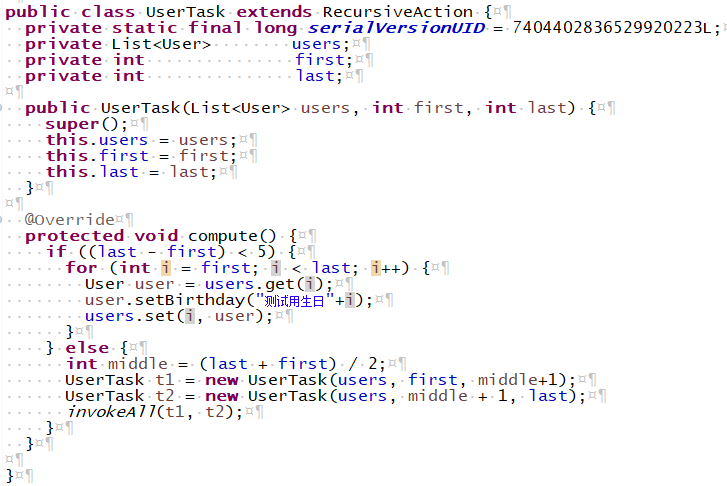 public class UserTask extends RecursiveAction {
private static final long serialVersionUID = 7404402836529920223L;
private List<User> users;
private int first;
private int last;
public UserTask(List<User> users, int first, int last) {
super();
this.users = users;
this.first = first;
this.last = last;
}
@Override
protected void compute() {
if ((last - first) < 5) {
for (int i = first; i < last; i++) {
User user = users.get(i);
user.setBirthday("测试用生日"+i);
users.set(i, user);
}
} else {
int middle = (last + first) / 2;
UserTask t1 = new UserTask(users, first, middle+1);
UserTask t2 = new UserTask(users, middle + 1, last);
invokeAll(t1, t2);
}
}
}